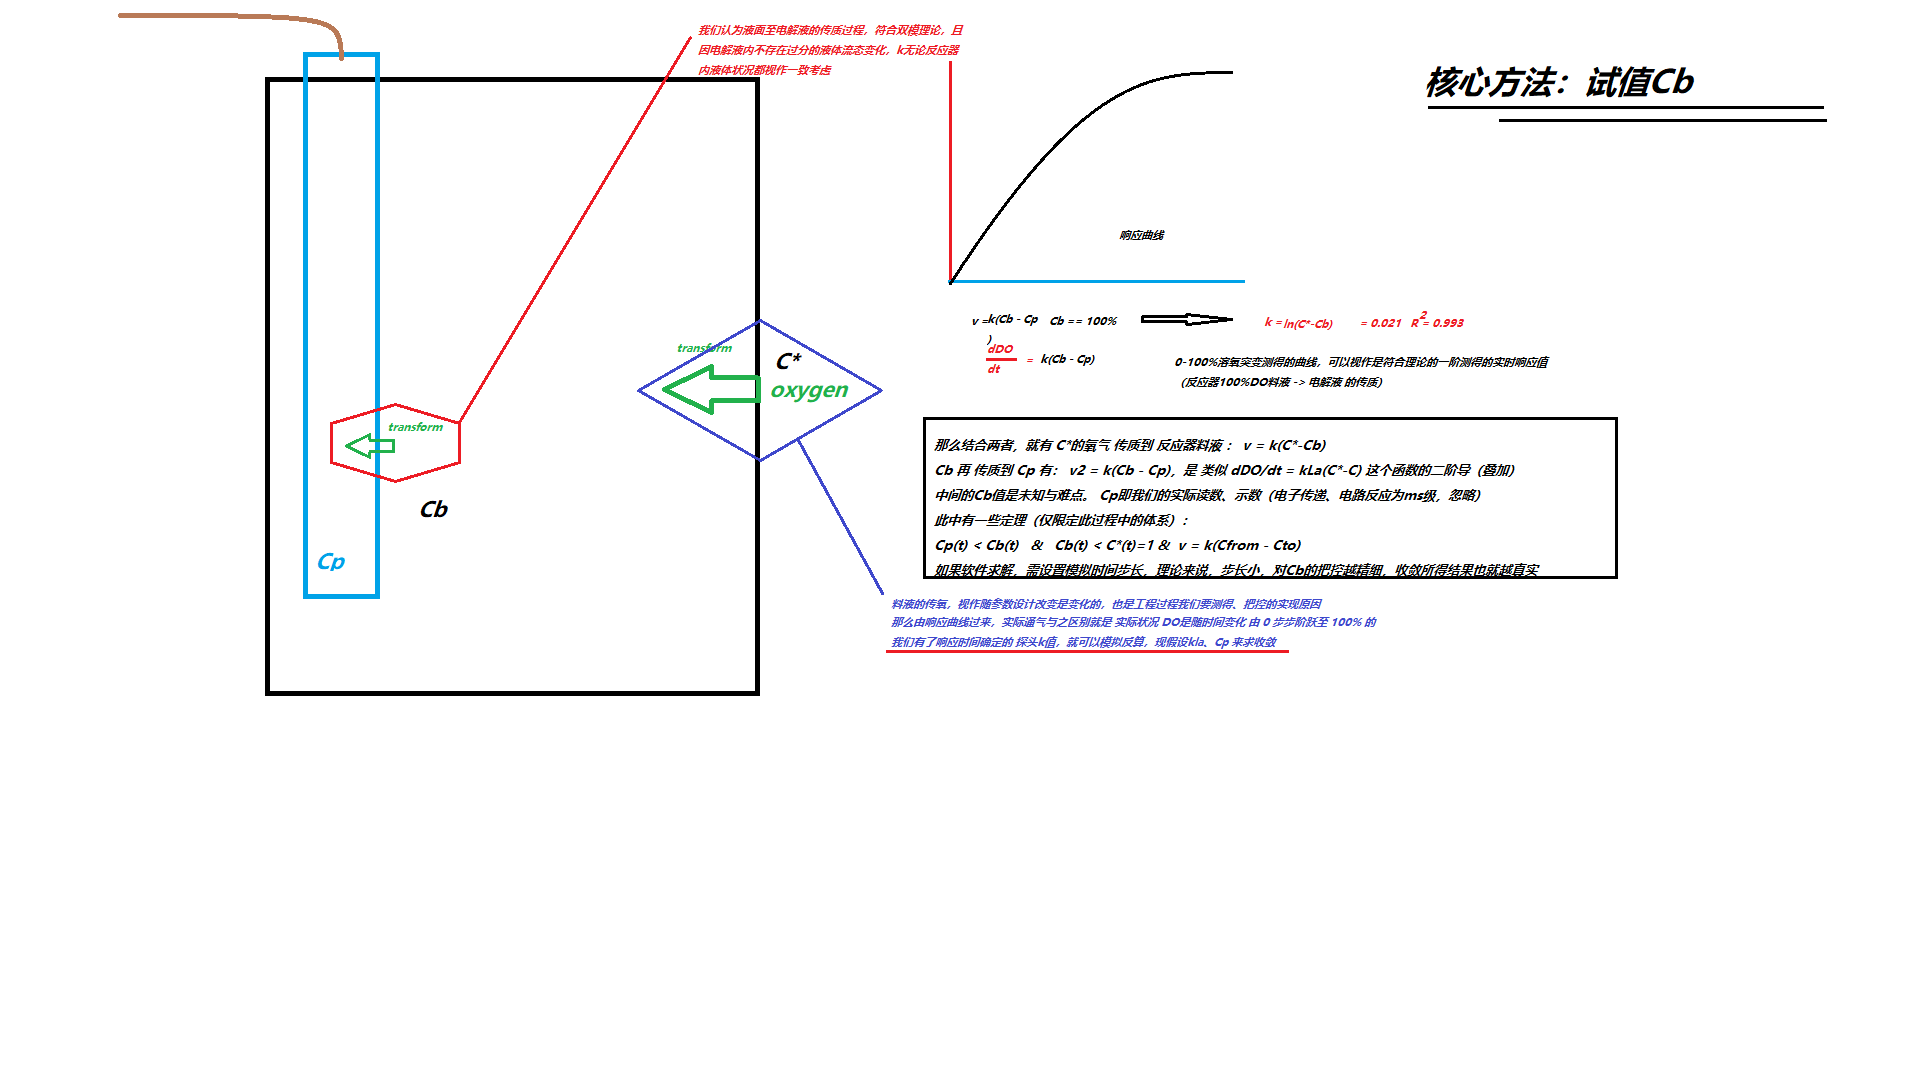 我们认为液面至电解液的传质过程，符合双模理论，且
因电解液内不存在过分的液体流态变化，k无论反应器
内液体状况都视作一致考虑
核心方法：试值Cb
响应曲线
v =k(Cb - Cp
)
Cb == 100%
k = ln(C*-Cb) = 0.021 R2 = 0.993
dDO
dt
= k(Cb - Cp)
0-100%溶氧突变测得的曲线，可以视作是符合理论的一阶测得的实时响应值
（反应器100%DO料液 -> 电解液 的传质）
transform
C*
oxygen
transform
Cb
Cp
那么结合两者，就有 C*的氧气 传质到 反应器料液： v = k(C*-Cb)
Cb 再 传质到 Cp 有： v2 = k(Cb - Cp)，是 类似 dDO/dt = kLa(C*-C) 这个函数的二阶导（叠加）
中间的Cb值是未知与难点。 Cp即我们的实际读数、示数（电子传递、电路反应为ms级，忽略）
此中有一些定理（仅限定此过程中的体系）：
Cp(t) < Cb(t) & Cb(t) < C*(t)=1 & v = k(Cfrom - Cto)
如果软件求解，需设置模拟时间步长，理论来说，步长小，对Cb的把控越精细，收敛所得结果也就越真实
料液的传氧，视作随参数设计改变是变化的，也是工程过程我们要测得、把控的实现原因
那么由响应曲线过来，实际通气与之区别就是 实际状况 DO是随时间变化 由 0 步步阶跃至 100% 的
我们有了响应时间确定的 探头k值，就可以模拟反算，现假设kla、Cp 来求收敛